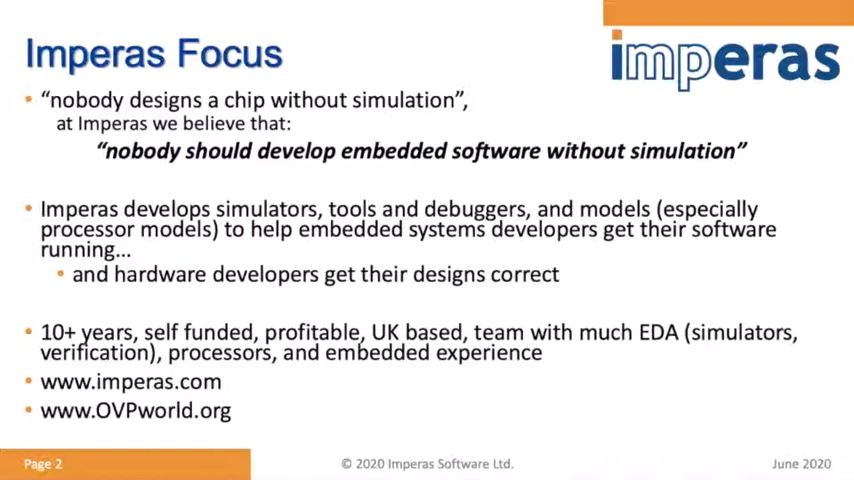 Imperas Focus
imperas
• “nobody designs a chip without simulation”,
at Imperas we believe that:
“nobody should develop embedded software without simulation”
• Imperas develops simulators, tools and debuggers, and models (especially
processor models) to help embedded systems developers get their software
running…
• and hardware developers get their designs correct
• 10+ years, self funded, profitable, UK based, team with much EDA (simulators,
verification), processors, and embedded experience
• www.imperas.com
• www.OVPworld.org
Page 2
© 2020 Imperas Software Ltd.
June 2020